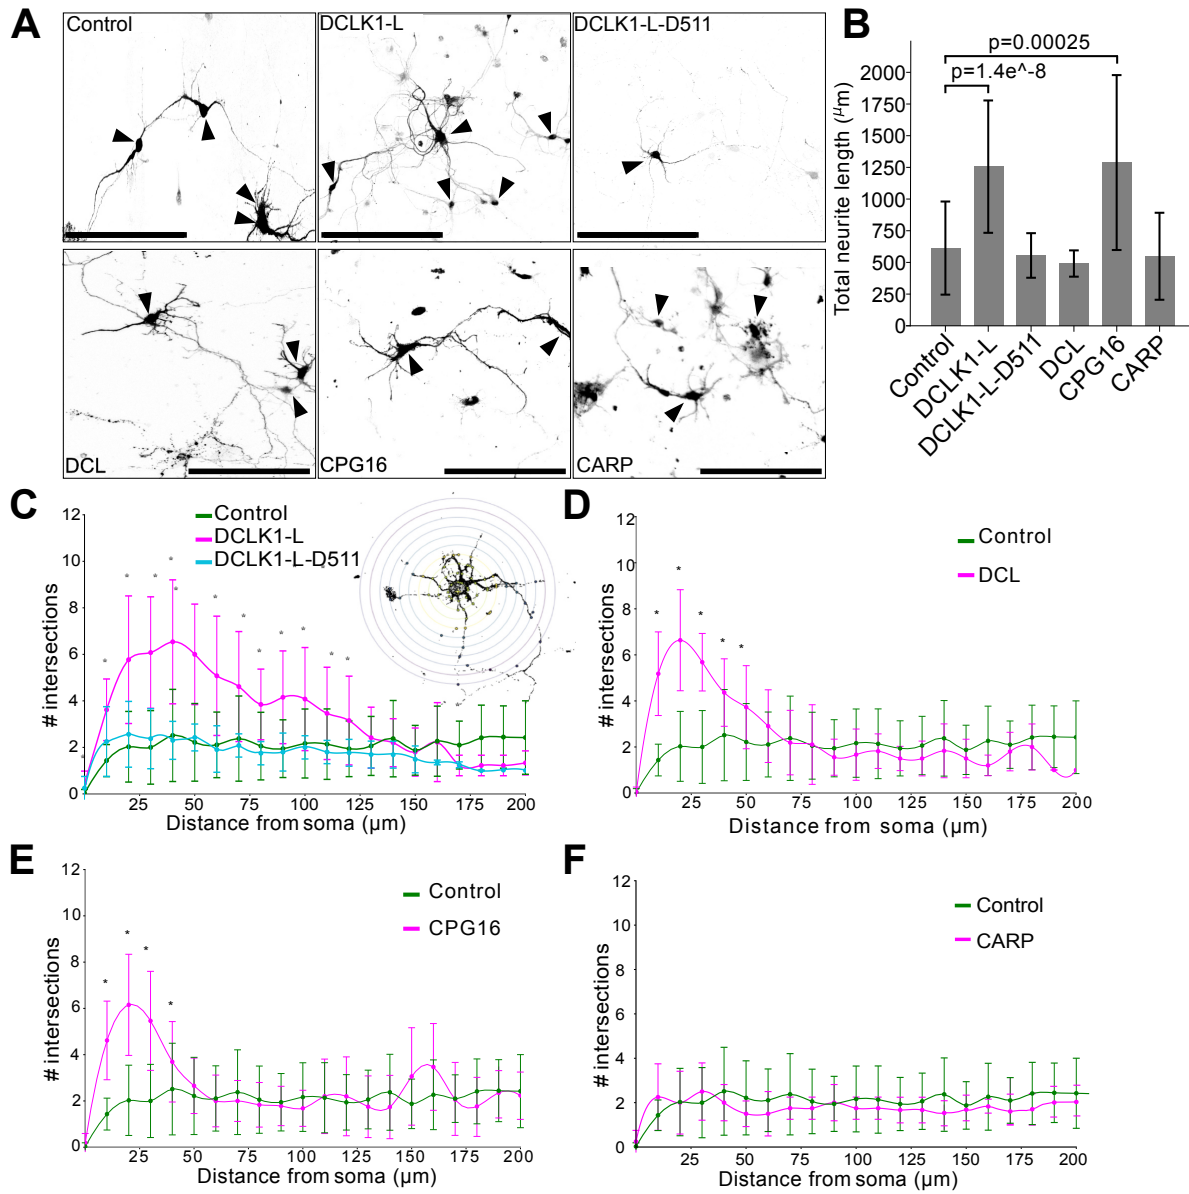 A
Control
DCLK1-L
DCLK1-L-D511
DCL
CPG16
CARP
B
p=0.00025
p=1.4e^-8
Total neurite length (µm)
2000
1750
1500
1250
1000
750
500
250
0
Control
DCLK1-L
DCLK1-L-D511
DCL
CPG16
CARP
C
Control
DCLK1-L
DCLK1-L-D511
# intersections
12
10
8
6
4
2
0
* * * * * * * * * * * *
25 50 75 100 125 150 175 200
Distance from soma (µm)
D
Control
DCL
# intersections
12
10
8
6
4
2
0
* * * * *
25 50 75 100 125 150 175 200
Distance from soma (µm)
E
Control
CPG16
# intersections
12
10
8
6
4
2
0
* * * *
25 50 75 100 125 150 175 200
Distance from soma (µm)
F
Control
CARP
# intersections
12
10
8
6
4
2
0
25 50 75 100 125 150 175 200
Distance from soma (µm)